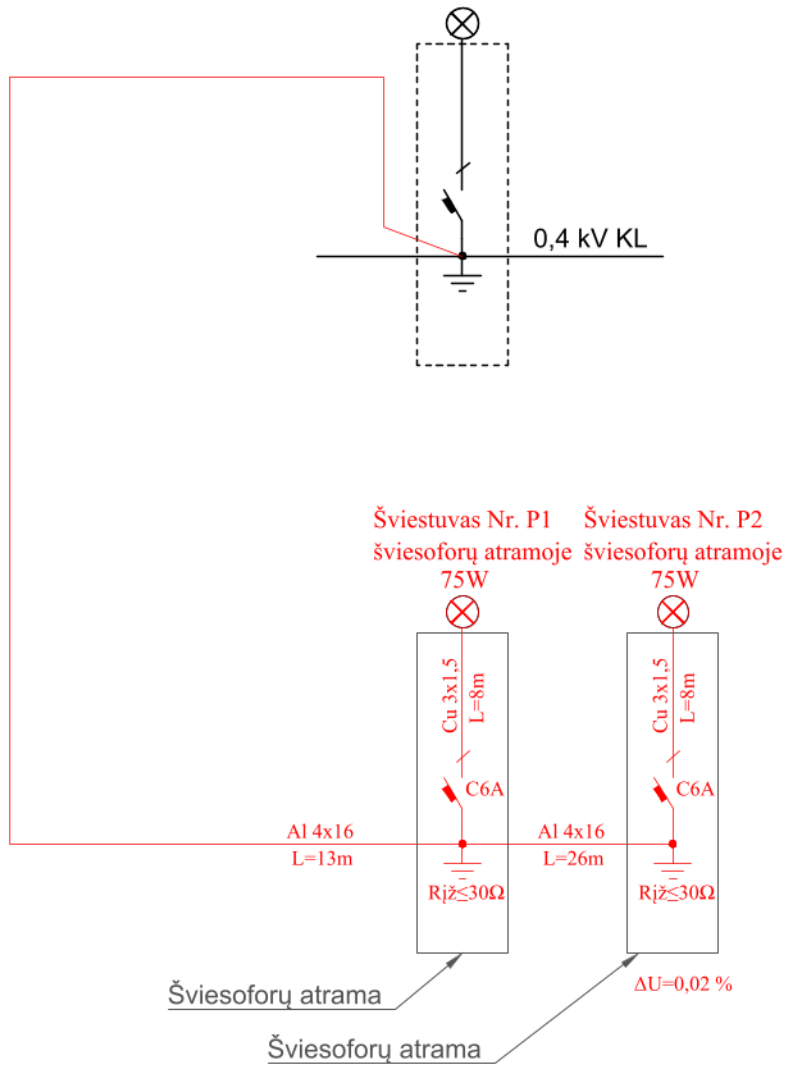 0,4 kV KL
Šviestuvas Nr. P1
šviesoforų atramoje
75W
Šviestuvas Nr. P2
šviesoforų atramoje
75W
Cu 3x1,5
L=8m
C6A
Cu 3x1,5
L=8m
C6A
Al 4x16
L=13m
Al 4x16
L=26m
Rįž≤30Ω
Rįž≤30Ω
ΔU=0,02 %
Šviesoforų atrama
Šviesoforų atrama